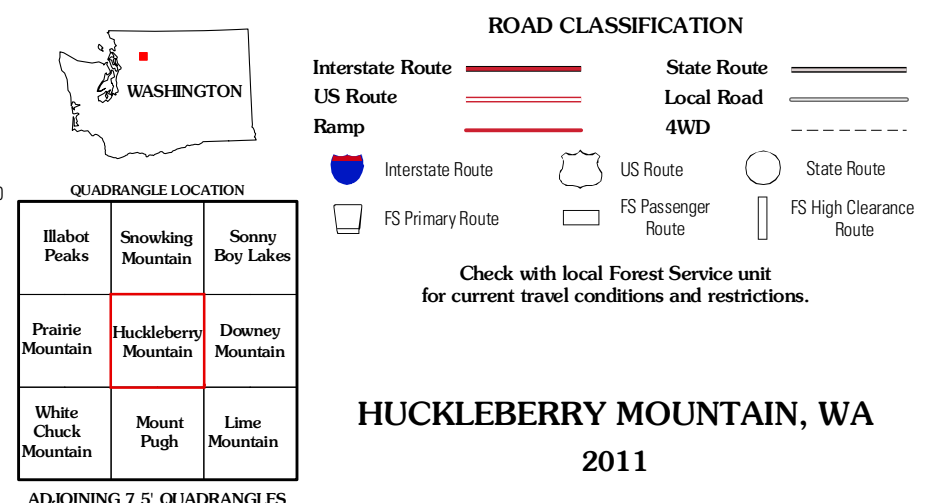 WASHINGTON
QUADRANGLE LOCATION
Illabot
Peaks
Snowking
Mountain
Sonny
Boy Lakes
Prairie
Mountain
Huckleberry
Mountain
Downey
Mountain
White
Chuck
Mountain
Mount
Pugh
Lime
Mountain
ADJOINING 7.5' QUADRANGLES
ROAD CLASSIFICATION
Interstate Route
State Route
US Route
Local Road
Ramp
4WD
Interstate Route
US Route
State Route
FS Primary Route
FS Passenger
Route
FS High Clearance
Route
Check with local Forest Service unit
for current travel conditions and restrictions.
HUCKLEBERRY MOUNTAIN, WA
2011